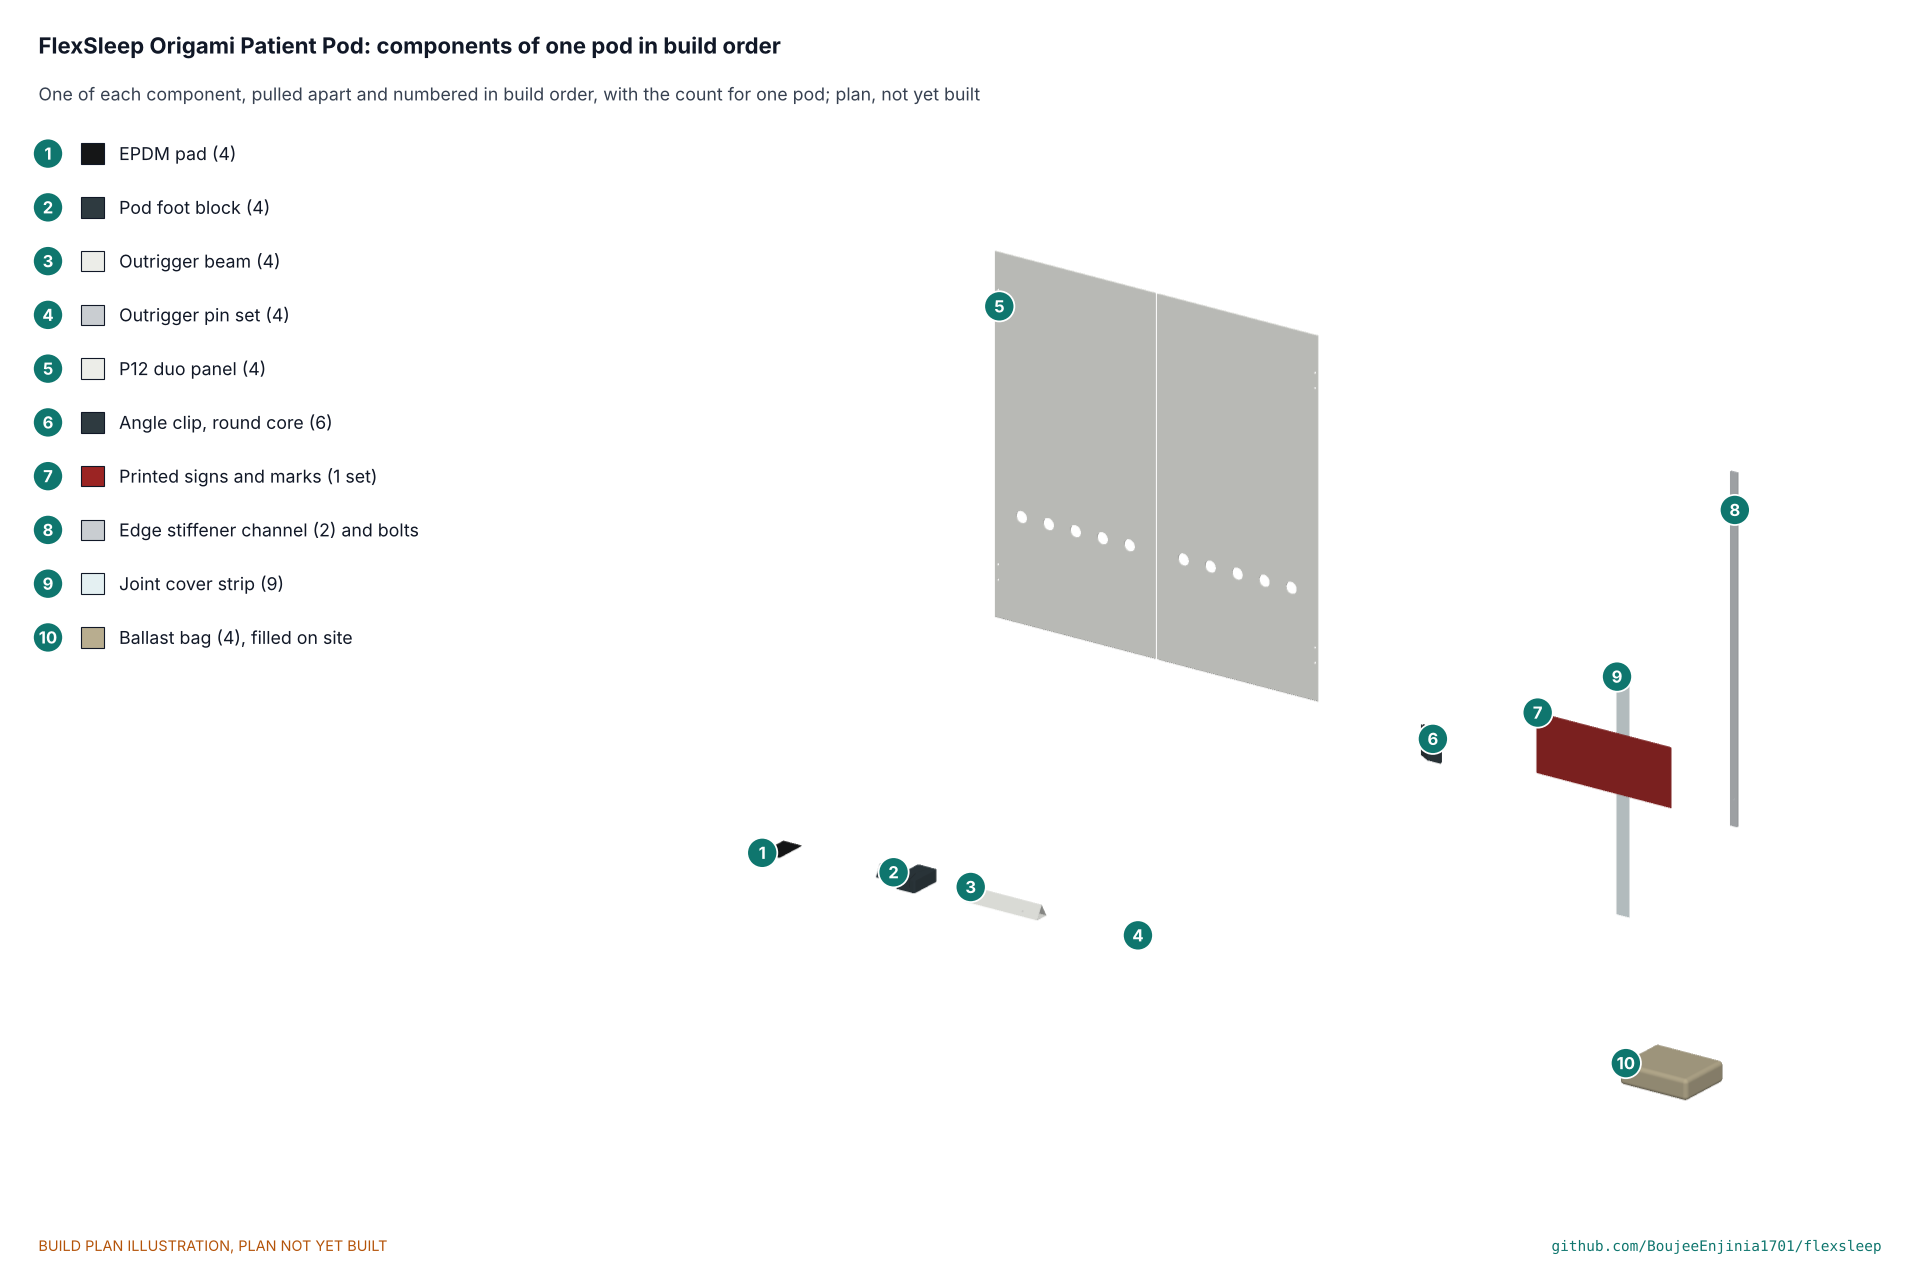 FlexSleep Origami Patient Pod: components of one pod in build order
One of each component, pulled apart and numbered in build order, with the count for one pod; plan, not yet built
1 EPDM pad (4)
2 Pod foot block (4)
3 Outrigger beam (4)
4 Outrigger pin set (4)
5 P12 duo panel (4)
6 Angle clip, round core (6)
7 Printed signs and marks (1 set)
8 Edge stiffener channel (2) and bolts
9 Joint cover strip (9)
10 Ballast bag (4), filled on site
5
8
9
7
6
1
2
3
4
10
BUILD PLAN ILLUSTRATION, PLAN NOT YET BUILT
github.com/BoujeeEnjinia1701/flexsleep